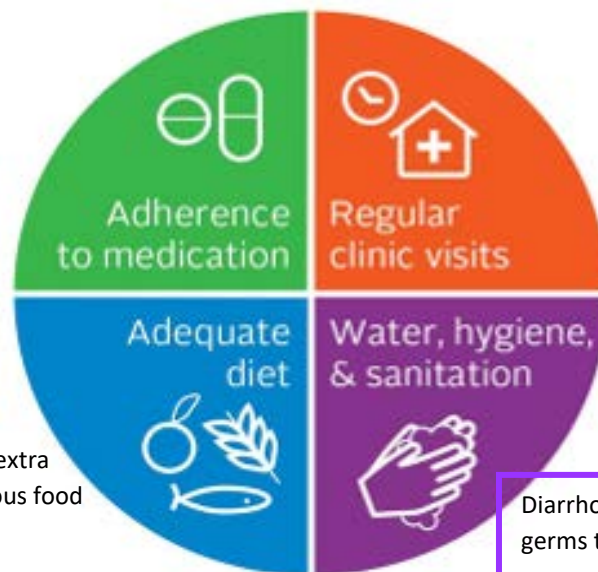 Adherence
to medication
Regular
clinic visits
Adequate
diet
Water, hygiene,
& sanitation
extra
ous food
Diarrho
germs t